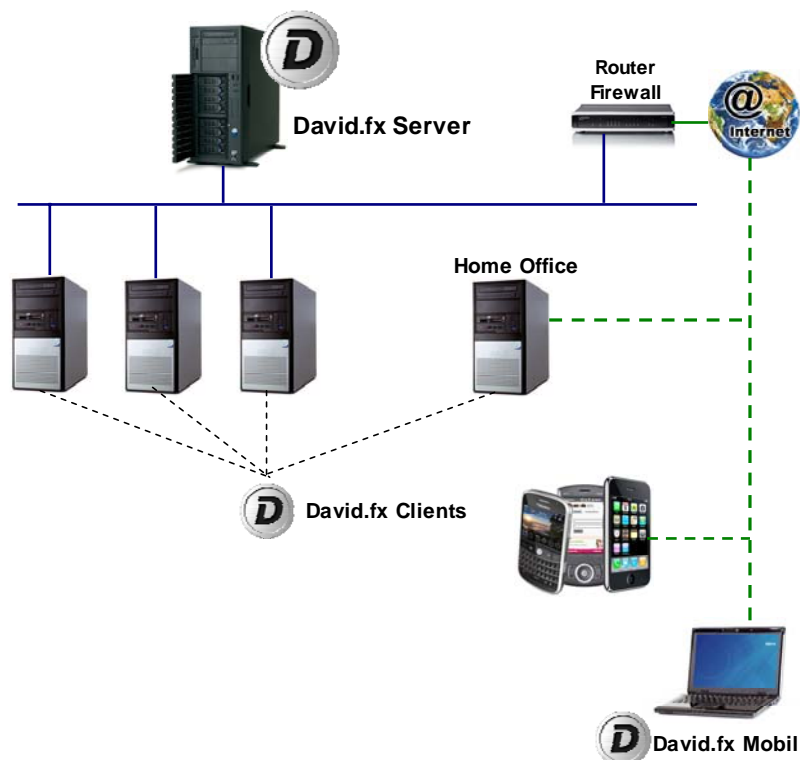 D
David.fx Server
Router
Firewall
@
Internet
Home Office
D
David.fx Clients
D
David.fx Mobil